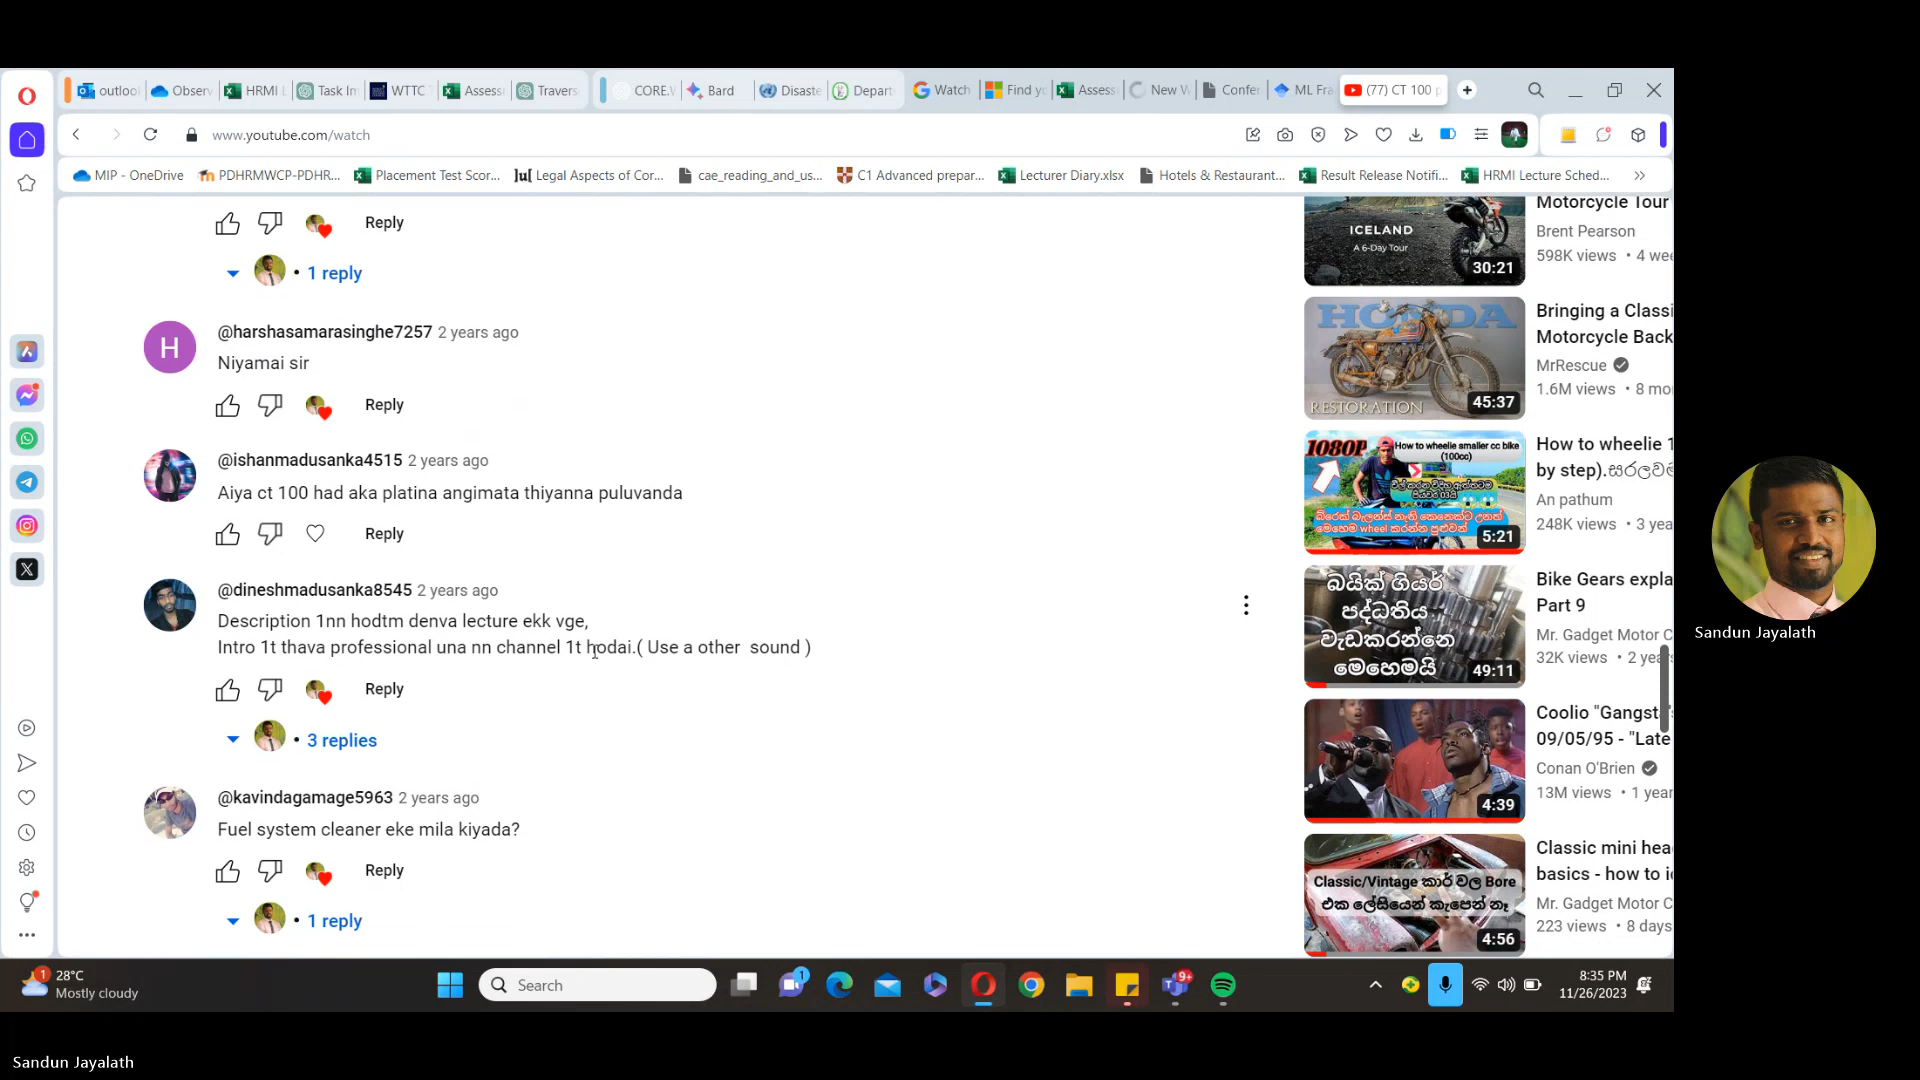 outloo
Observ
HRMI L
Task Im
WTTC T
Assess
Travers
CORE.V
Bard
Disaste
Depart
Watch
Find yo
Assess
New W
Confer
ML Fra
(77) CT 100 p
www.youtube.com/watch
MIP - OneDrive
PDHRMWCP-PDHR...
Placement Test Scor...
Legal Aspects of Cor...
cae_reading_and_us...
C1 Advanced prepar...
Lecturer Diary.xlsx
Hotels & Restaurant...
Result Release Notifi...
HRMI Lecture Sched...
Reply
1 reply
@harshasamarasinghe7257 2 years ago
H
Niyamai sir
Reply
@ishanmadusanka4515 2 years ago
Aiya ct 100 had aka platina angimata thiyanna puluvanda
Reply
@dineshmadusanka8545 2 years ago
Description 1nn hodtm denva lecture ekk vge,
Intro 1t thava professional una nn channel 1t hodai.( Use a other sound )
Reply
3 replies
@kavindagamage5963 2 years ago
Fuel system cleaner eke mila kiyada?
Reply
1 reply
ICELAND
A 6-Day Tour
30:21
Motorcycle Tour
Brent Pearson
598K views • 4 wee
HONDA
RESTORATION
45:37
Bringing a Classi
Motorcycle Back
MrRescue
1.6M views • 8 mo
1080P
How to wheelie smaller cc bike
(100cc)
5:21
How to wheelie 1
by step).සරලවම
An pathum
248K views • 3 yea
බයික් ගියර්
පද්ධතිය
වැඩකරන්නෙ
මෙහෙමයි
49:11
Bike Gears expla
Part 9
Mr. Gadget Motor C
32K views • 2 yea
4:39
Coolio "Gangsta's
09/05/95 - "Late
Conan O'Brien
13M views • 1 yea
Classic/Vintage කාර් වල Bore
එක ලේසියෙන් කැපෙන් නෑ
4:56
Classic mini hea
basics - how to i
Mr. Gadget Motor C
223 views • 8 days
Sandun Jayalath
1
28°C
Mostly cloudy
Search
1
9+
8:35 PM
11/26/2023
Sandun Jayalath